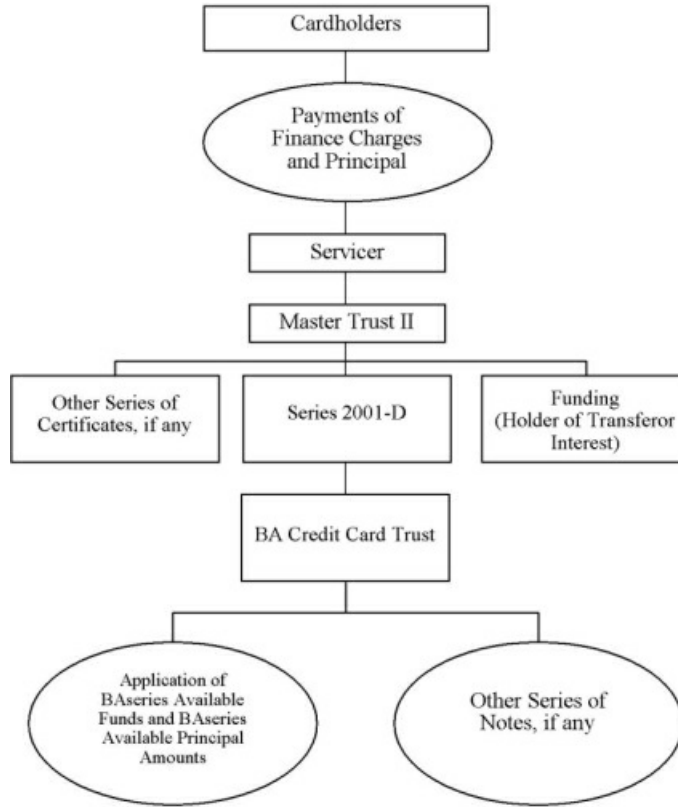 Cardholders
Payments of
Finance Charges
and Principal
Servicer
Master Trust II
Other Series of
Certificates, if any
Series 2001-D
Funding
(Holder of Transferor
Interest)
BA Credit Card Trust
Application of
BAseries Available
Funds and BAseries
Available Principal
Amounts
Other Series of
Notes, if any